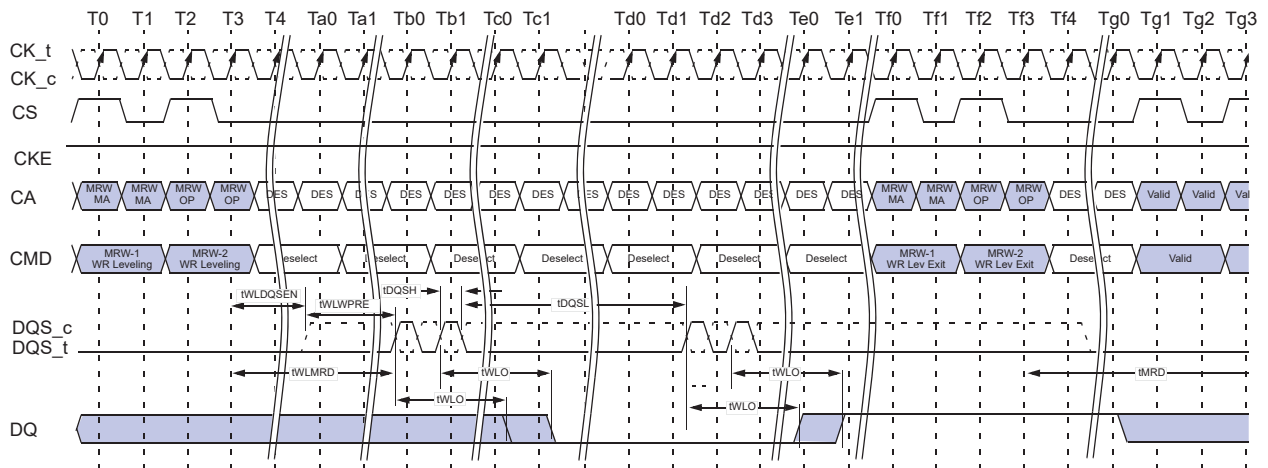 T0 T1 T2 T3 T4 Ta0 Ta1 Tb0 Tb1 Tc0 Tc1 Td0 Td1 Td2 Td3 Te0 Te1 Tf0 Tf1 Tf2 Tf3 Tf4 Tg0 Tg1 Tg2 Tg3
CK_t
CK_c
CS
CKE
CA
MRW MA
MRW MA
MRW OP
MRW OP
DES DES DES DES DES DES DES DES DES DES DES DES DES DES
MRW MA
MRW MA
MRW OP
MRW OP
DES DES Valid Valid Val
CMD
MRW-1 WR Leveling
MRW-2 WR Leveling
eselect Deselect Deselect Deselect Deselect Deselect Deselect
MRW-1 WR Lev Exit
MRW-2 WR Lev Exit
Deselect Valid
tWLDQSEN
tWLWPRE
tDQSH
tDQSL
DQS_c
DQS_t
tWLMRD tWLO tWLO tMRD
tWLO tWLO
DQ